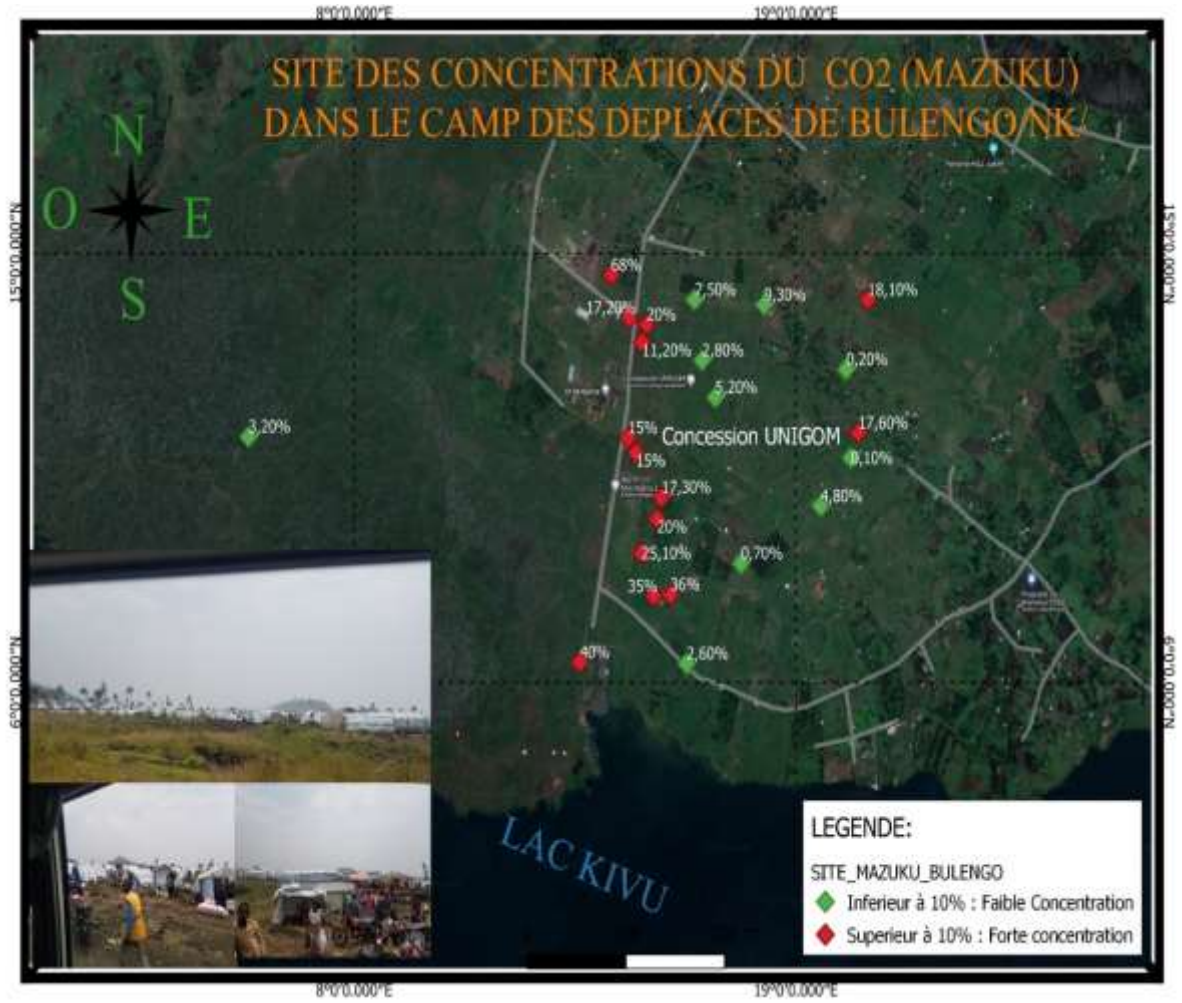 8°0'0.000"E 19°0'0.000"E
SITE DES CONCENTRATIONS DU CO2 (MAZUKU)
DANS LE CAMP DES DEPLACES DE BULENGO/NK/
N
O E
S
15°0'0.000"N 15°0'0.000"N
68%
2,50% 9,30% 18,10%
17,20% 20%
11,20% 2,80% 0,20%
5,20%
3,20% 15% Concession UNIGOM 17,60%
15% 0,10%
17,30% 4,80%
20%
25,10% 0,70%
35% 36%
40% 2,60%
6°0'0.000"N 6°0'0.000"N
LAC KIVU
LEGENDE:
SITE_MAZUKU_BULENGO
Inferieur à 10% : Faible Concentration
Superieur à 10% : Forte concentration
8°0'0.000"E 19°0'0.000"E